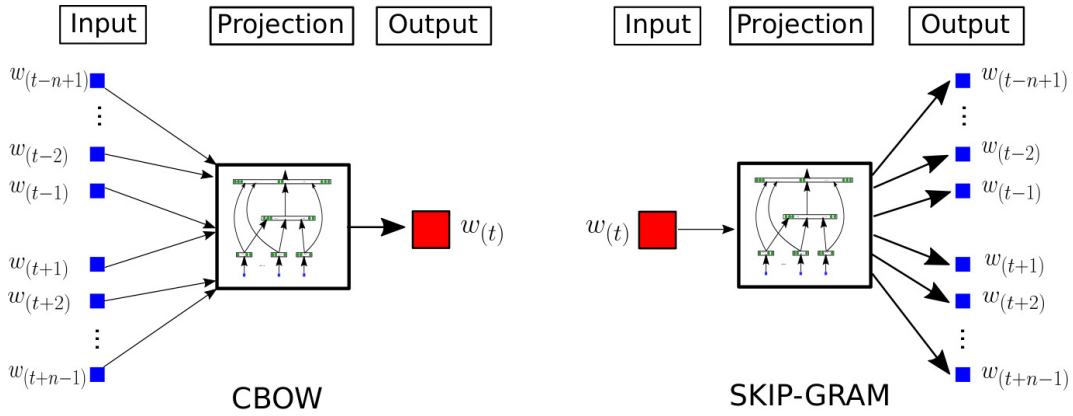 Input Projection Output
w(t−n+1)
⋮
w(t−2)
w(t−1)
w(t+1)
w(t+2)
⋮
w(t+n−1)
w(t)
CBOW
Input Projection Output
w(t)
w(t−n+1)
⋮
w(t−2)
w(t−1)
w(t+1)
w(t+2)
⋮
w(t+n−1)
SKIP-GRAM